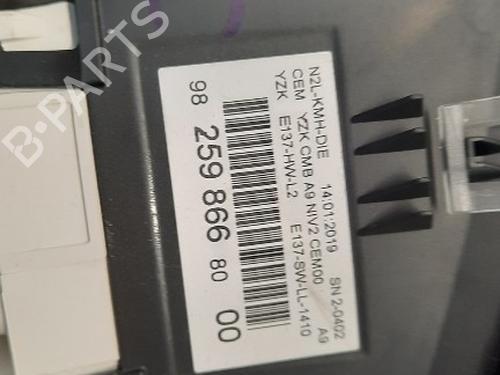 N2L-KMH-DIE 14:01:2019 SN 2-0402
CEM YZK CMB A9 NIV2 CEM00 A9
YZK E137-HW-L2 E137-SW-LL-1410
98 259 866 80 00
B-PARTS